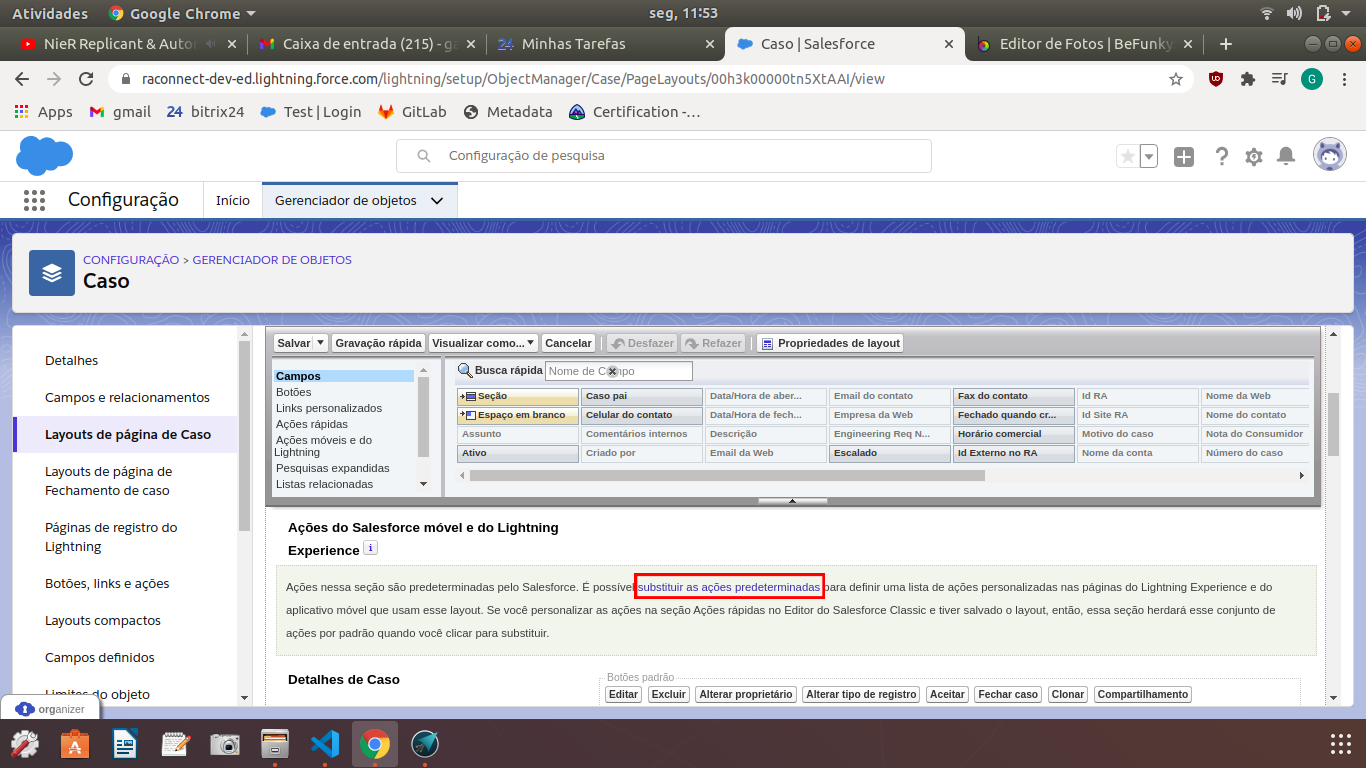 Atividades Google Chrome seg, 11:53
NieR Replicant & Auto Caixa de entrada (215) - ga Minhas Tarefas Caso | Salesforce Editor de Fotos | BeFunky
raconnect-dev-ed.lightning.force.com/lightning/setup/ObjectManager/Case/PageLayouts/00h3k00000tn5XtAAI/view G
Apps gmail 24 bitrix24 Test | Login GitLab Metadata Certification -…
Configuração de pesquisa
Configuração Início Gerenciador de objetos
CONFIGURAÇÃO > GERENCIADOR DE OBJETOS
Caso
Detalhes
Campos e relacionamentos
Layouts de página de Caso
Layouts de página de
Fechamento de caso
Páginas de registro do
Lightning
Botões, links e ações
Layouts compactos
Campos definidos
Limites do objeto
organizer
Salvar Gravação rápida Visualizar como... Cancelar Desfazer Refazer Propriedades de layout
Campos
Botões
Links personalizados
Ações rápidas
Ações móveis e do
Lightning
Pesquisas expandidas
Listas relacionadas
Busca rápida Nome de Campo
Seção Caso pai Data/Hora de aber... Email do contato Fax do contato Id RA Nome da Web
Espaço em branco Celular do contato Data/Hora de fech... Empresa da Web Fechado quando cr... Id Site RA Nome do contato
Assunto Comentários internos Descrição Engineering Req N... Horário comercial Motivo do caso Nota do Consumidor
Ativo Criado por Email da Web Escalado Id Externo no RA Nome da conta Número do caso
Ações do Salesforce móvel e do Lightning
Experience i
Ações nessa seção são predeterminadas pelo Salesforce. É possível substituir as ações predeterminadas para definir uma lista de ações personalizadas nas páginas do Lightning Experience e do
aplicativo móvel que usam esse layout. Se você personalizar as ações na seção Ações rápidas no Editor do Salesforce Classic e tiver salvado o layout, então, essa seção herdará esse conjunto de
ações por padrão quando você clicar para substituir.
Detalhes de Caso
Botões padrão
Editar Excluir Alterar proprietário Alterar tipo de registro Aceitar Fechar caso Clonar Compartilhamento